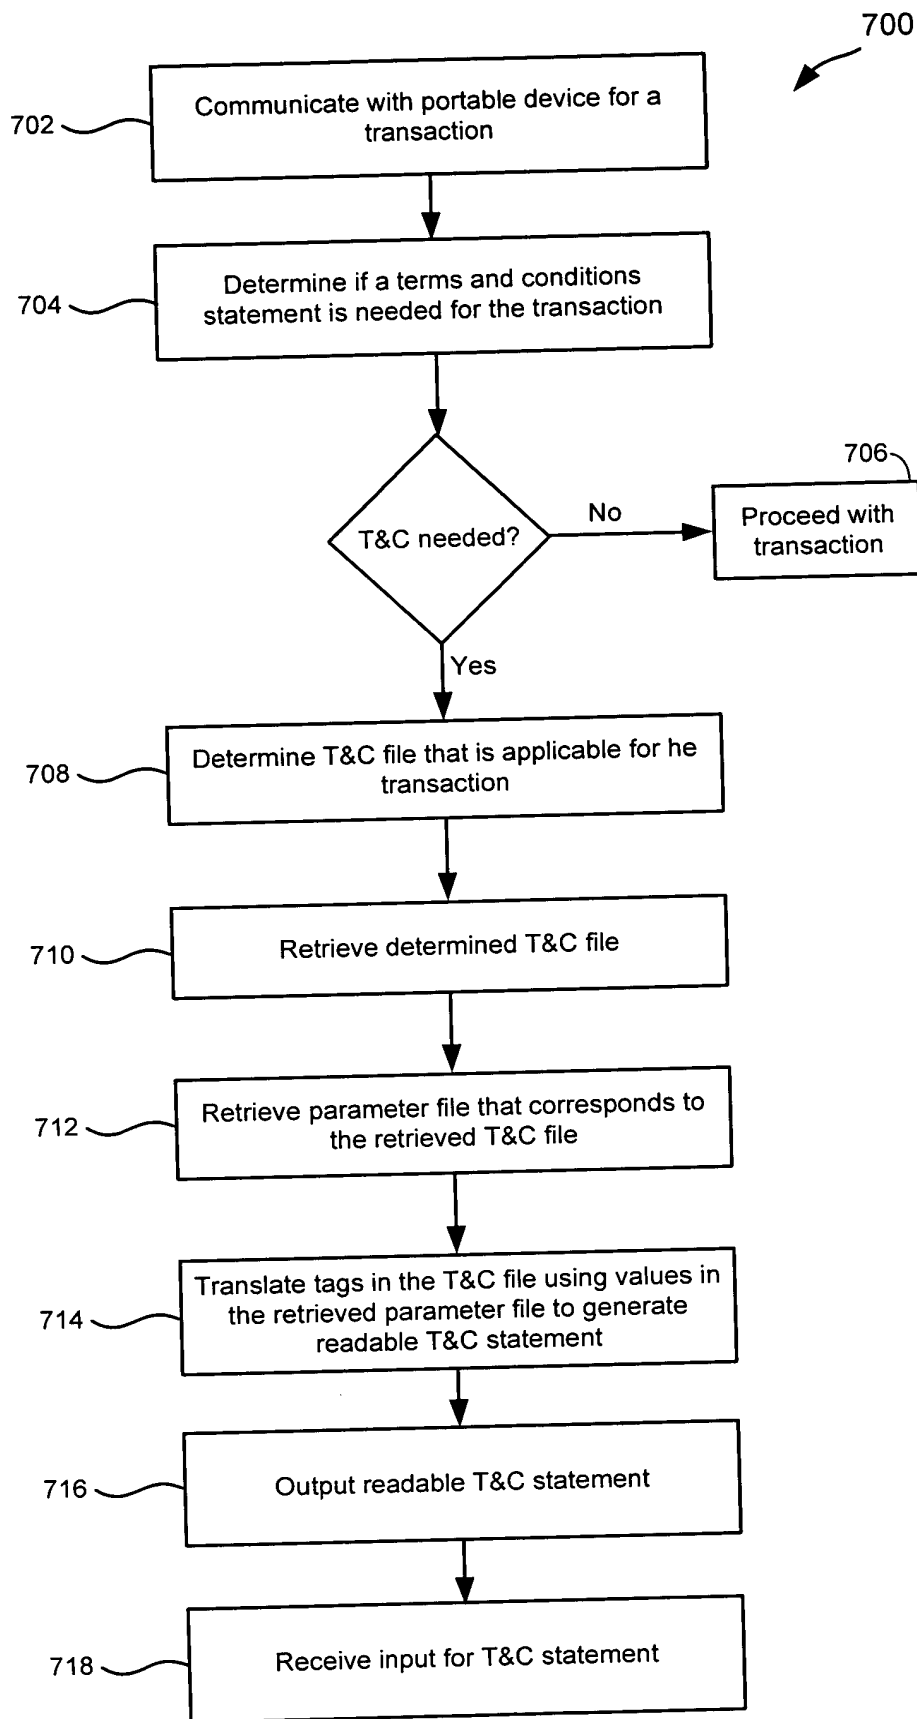 700
Communicate with portable device for a
transaction
702
Determine if a terms and conditions
statement is needed for the transaction
704
T&C needed?
No
706
Proceed with
transaction
Yes
Determine T&C file that is applicable for he
transaction
708
Retrieve determined T&C file
710
Retrieve parameter file that corresponds to
the retrieved T&C file
712
Translate tags in the T&C file using values in
the retrieved parameter file to generate
readable T&C statement
714
Output readable T&C statement
716
Receive input for T&C statement
718